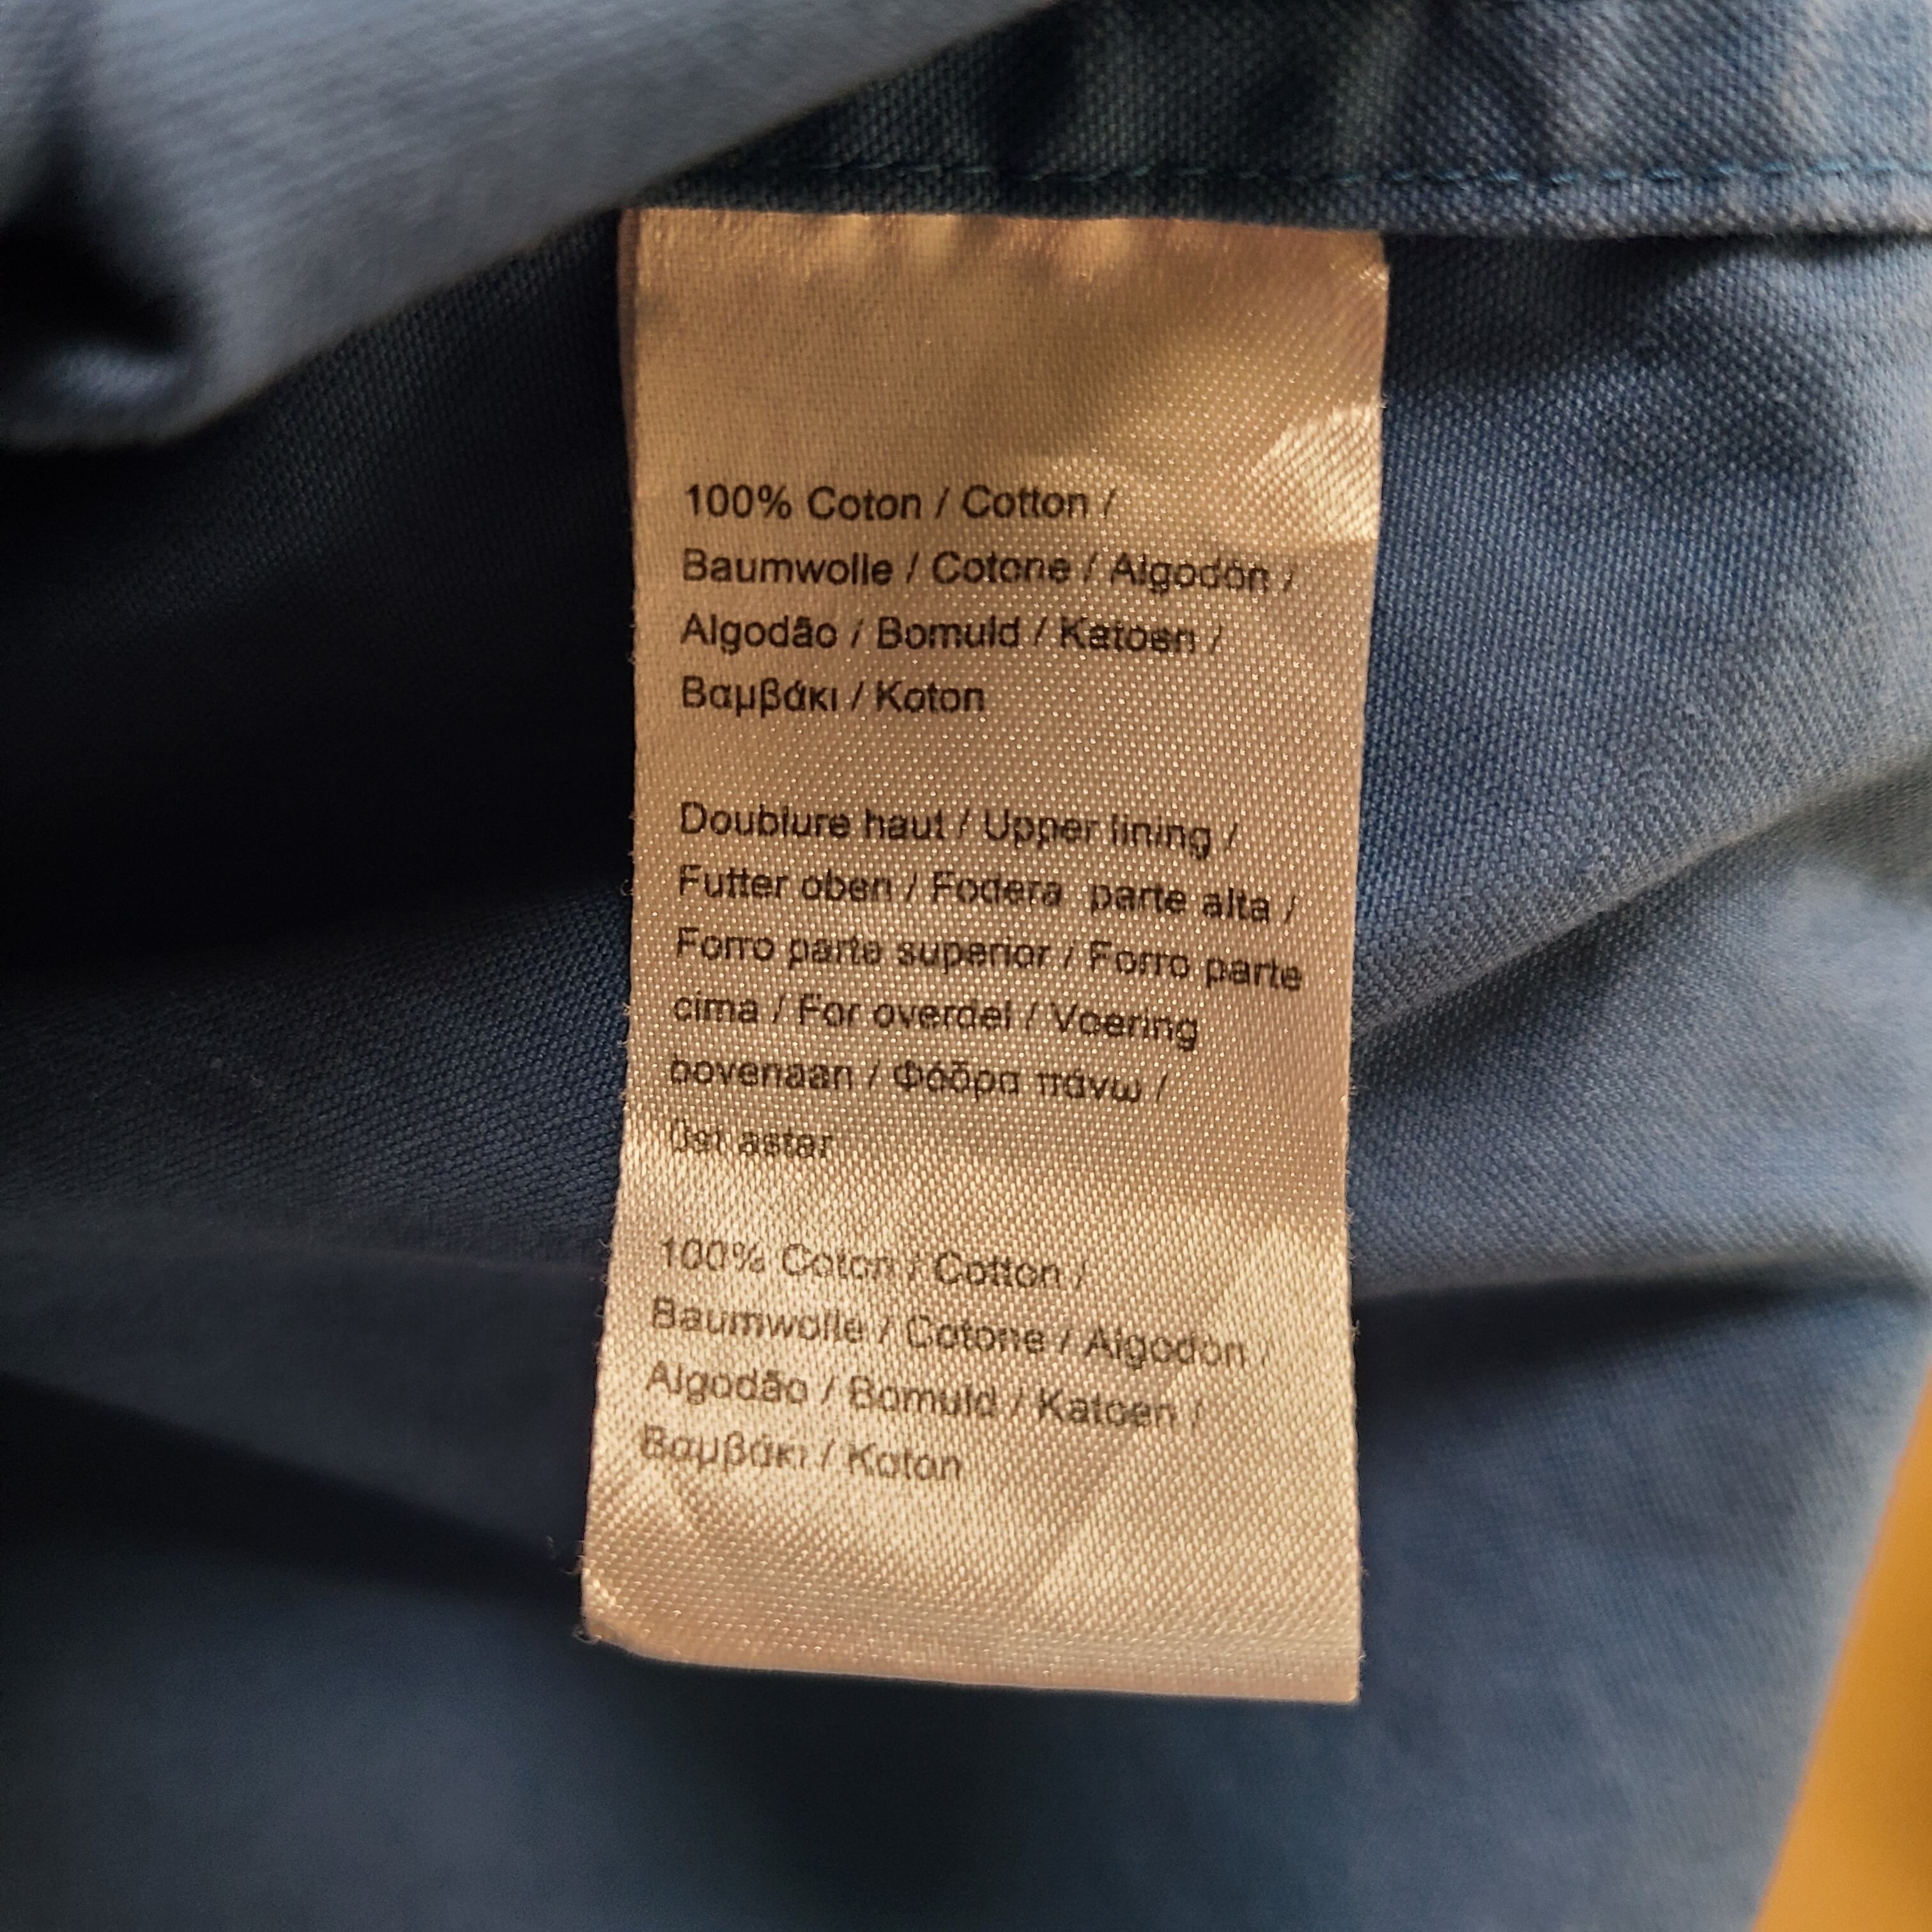 100% Coton / Cotton /
Baumwolle / Cotone / Algodón /
Algodão / Bomuld / Katoen /
Βαμβάκι / Koton
Doublure haut / Upper lining /
Futter oben / Fodera parte alta /
Forro parte superior / Forro parte
cima / For overdel / Voering
bovenaan / Φόδρα πάνω /
Üst astar
100% Coton / Cotton /
Baumwolle / Cotone / Algodón /
Algodão / Bomuld / Katoen /
Βαμβάκι / Koton